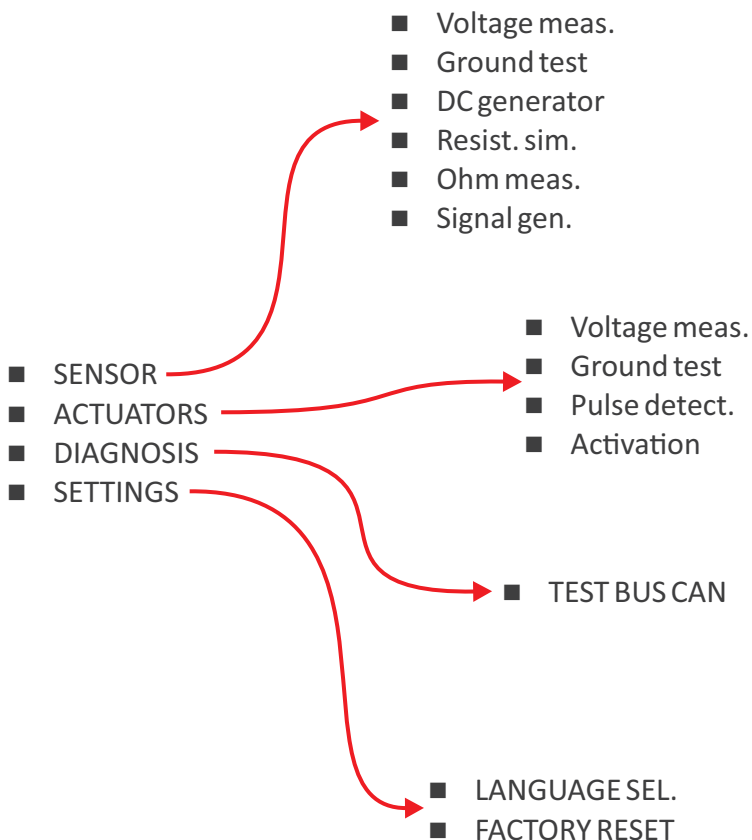 ■ Voltage meas.
■ Ground test
■ DC generator
■ Resist. sim.
■ Ohm meas.
■ Signal gen.
■ SENSOR
■ ACTUATORS
■ DIAGNOSIS
■ SETTINGS
■ Voltage meas.
■ Ground test
■ Pulse detect.
■ Activation
■ TEST BUS CAN
■ LANGUAGE SEL.
■ FACTORY RESET